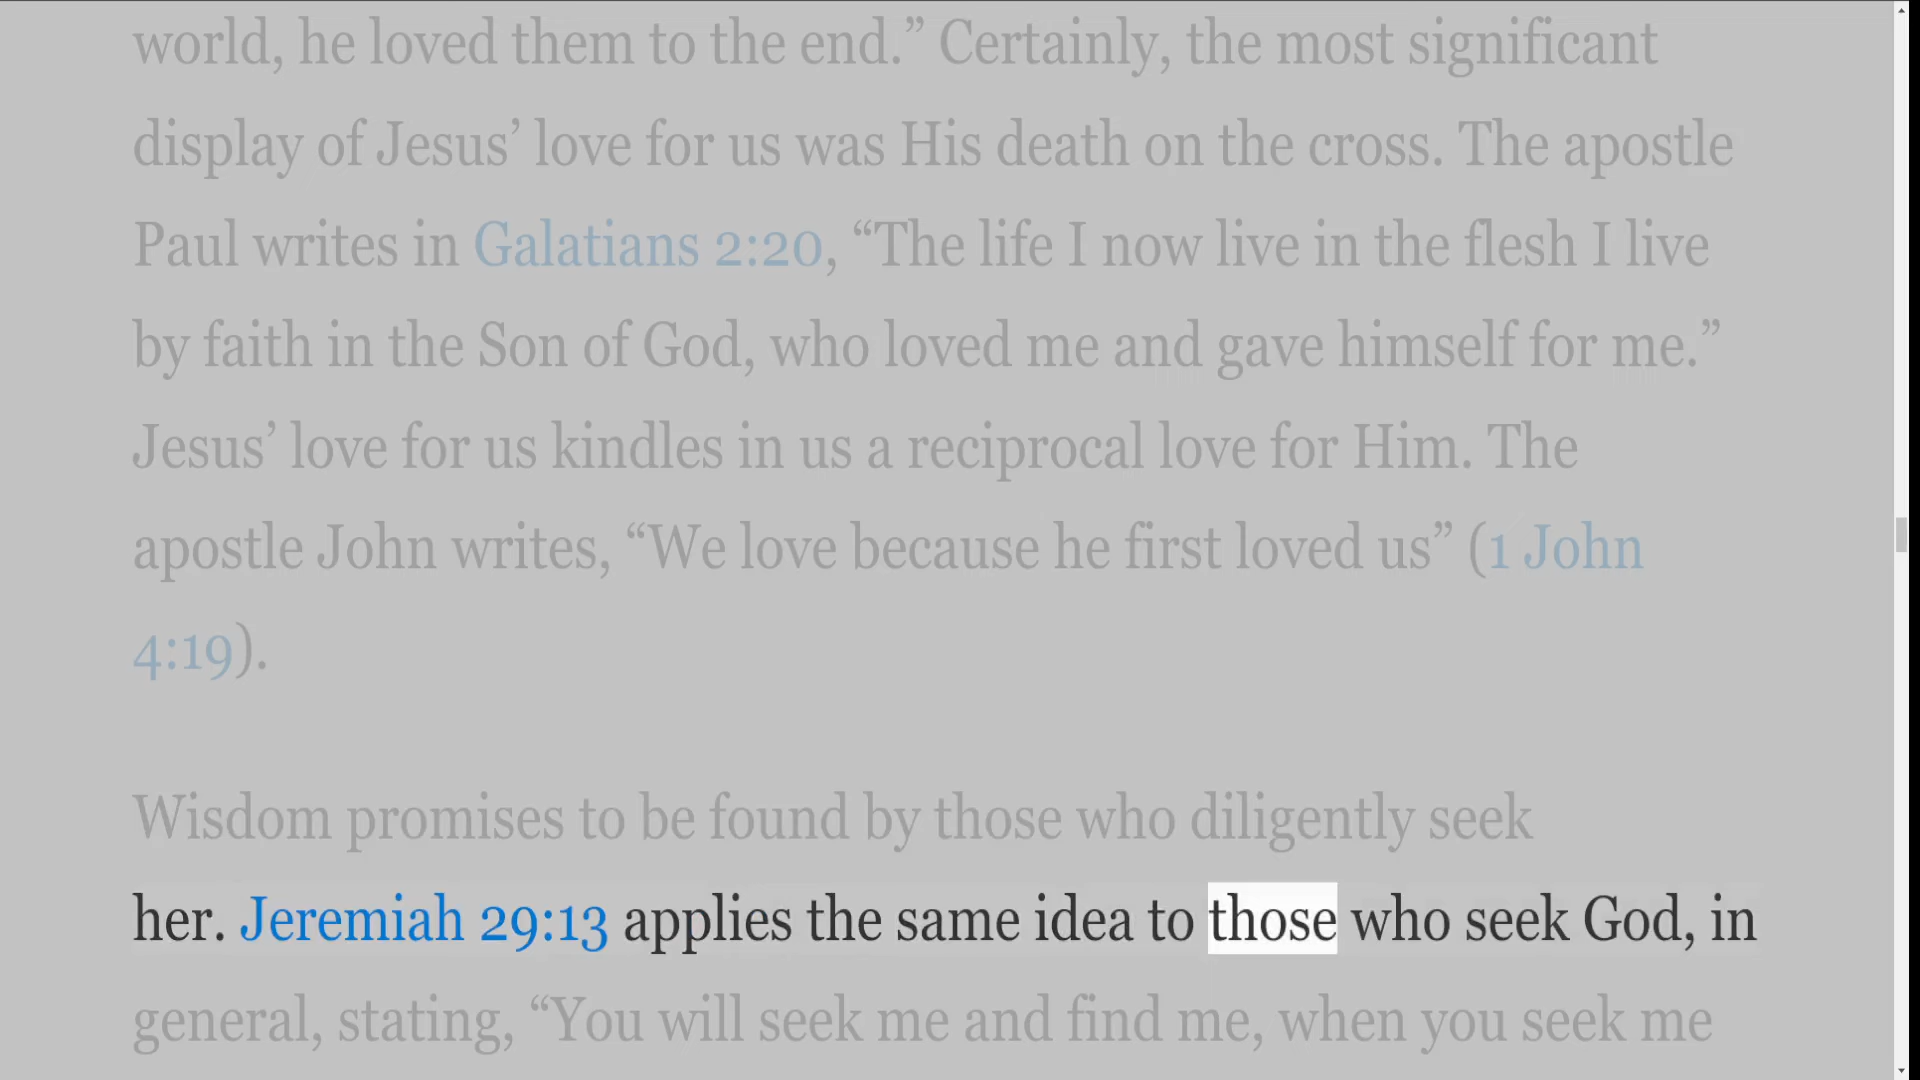 world, he loved them to the end.” Certainly, the most significant
display of Jesus’ love for us was His death on the cross. The apostle
Paul writes in Galatians 2:20, “The life I now live in the flesh I live
by faith in the Son of God, who loved me and gave himself for me.”
Jesus’ love for us kindles in us a reciprocal love for Him. The
apostle John writes, “We love because he first loved us” (1 John
4:19).
Wisdom promises to be found by those who diligently seek
her. Jeremiah 29:13 applies the same idea to those who seek God, in
general, stating, “You will seek me and find me, when you seek me